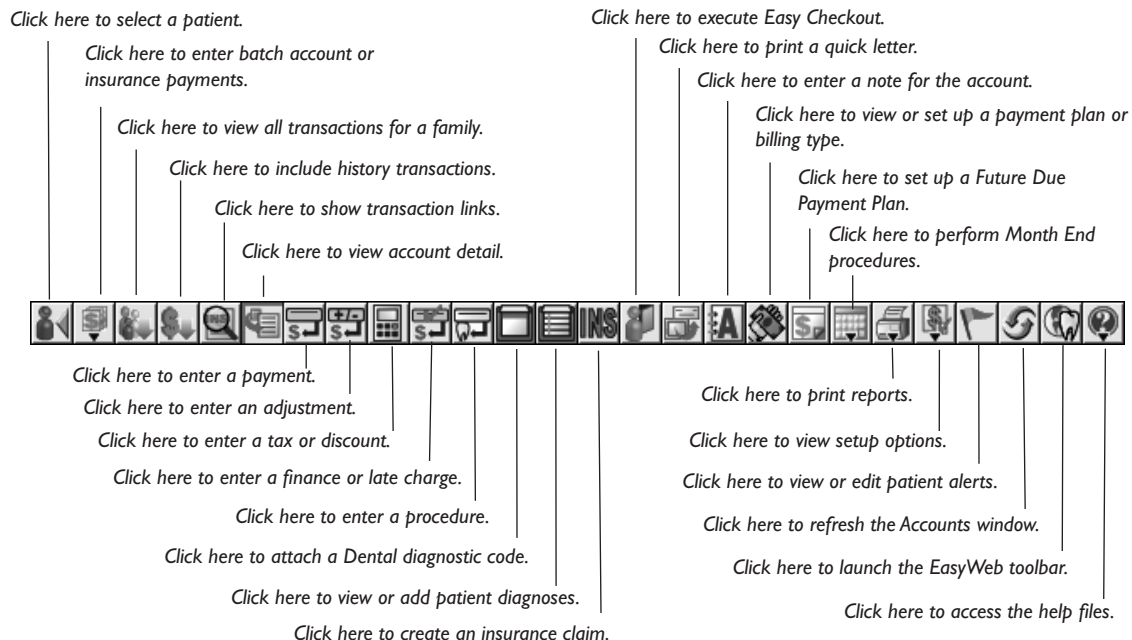 Click here to select a patient.
Click here to enter batch account or
insurance payments.
Click here to view all transactions for a family.
Click here to include history transactions.
Click here to show transaction links.
Click here to view account detail.
Click here to execute Easy Checkout.
Click here to print a quick letter.
Click here to enter a note for the account.
Click here to view or set up a payment plan or
billing type.
Click here to set up a Future Due
Payment Plan.
Click here to perform Month End
procedures.
INS
INS
A
Click here to enter a payment.
Click here to enter an adjustment.
Click here to enter a tax or discount.
Click here to enter a finance or late charge.
Click here to enter a procedure.
Click here to attach a Dental diagnostic code.
Click here to view or add patient diagnoses.
Click here to create an insurance claim.
Click here to print reports.
Click here to view setup options.
Click here to view or edit patient alerts.
Click here to refresh the Accounts window.
Click here to launch the EasyWeb toolbar.
Click here to access the help files.